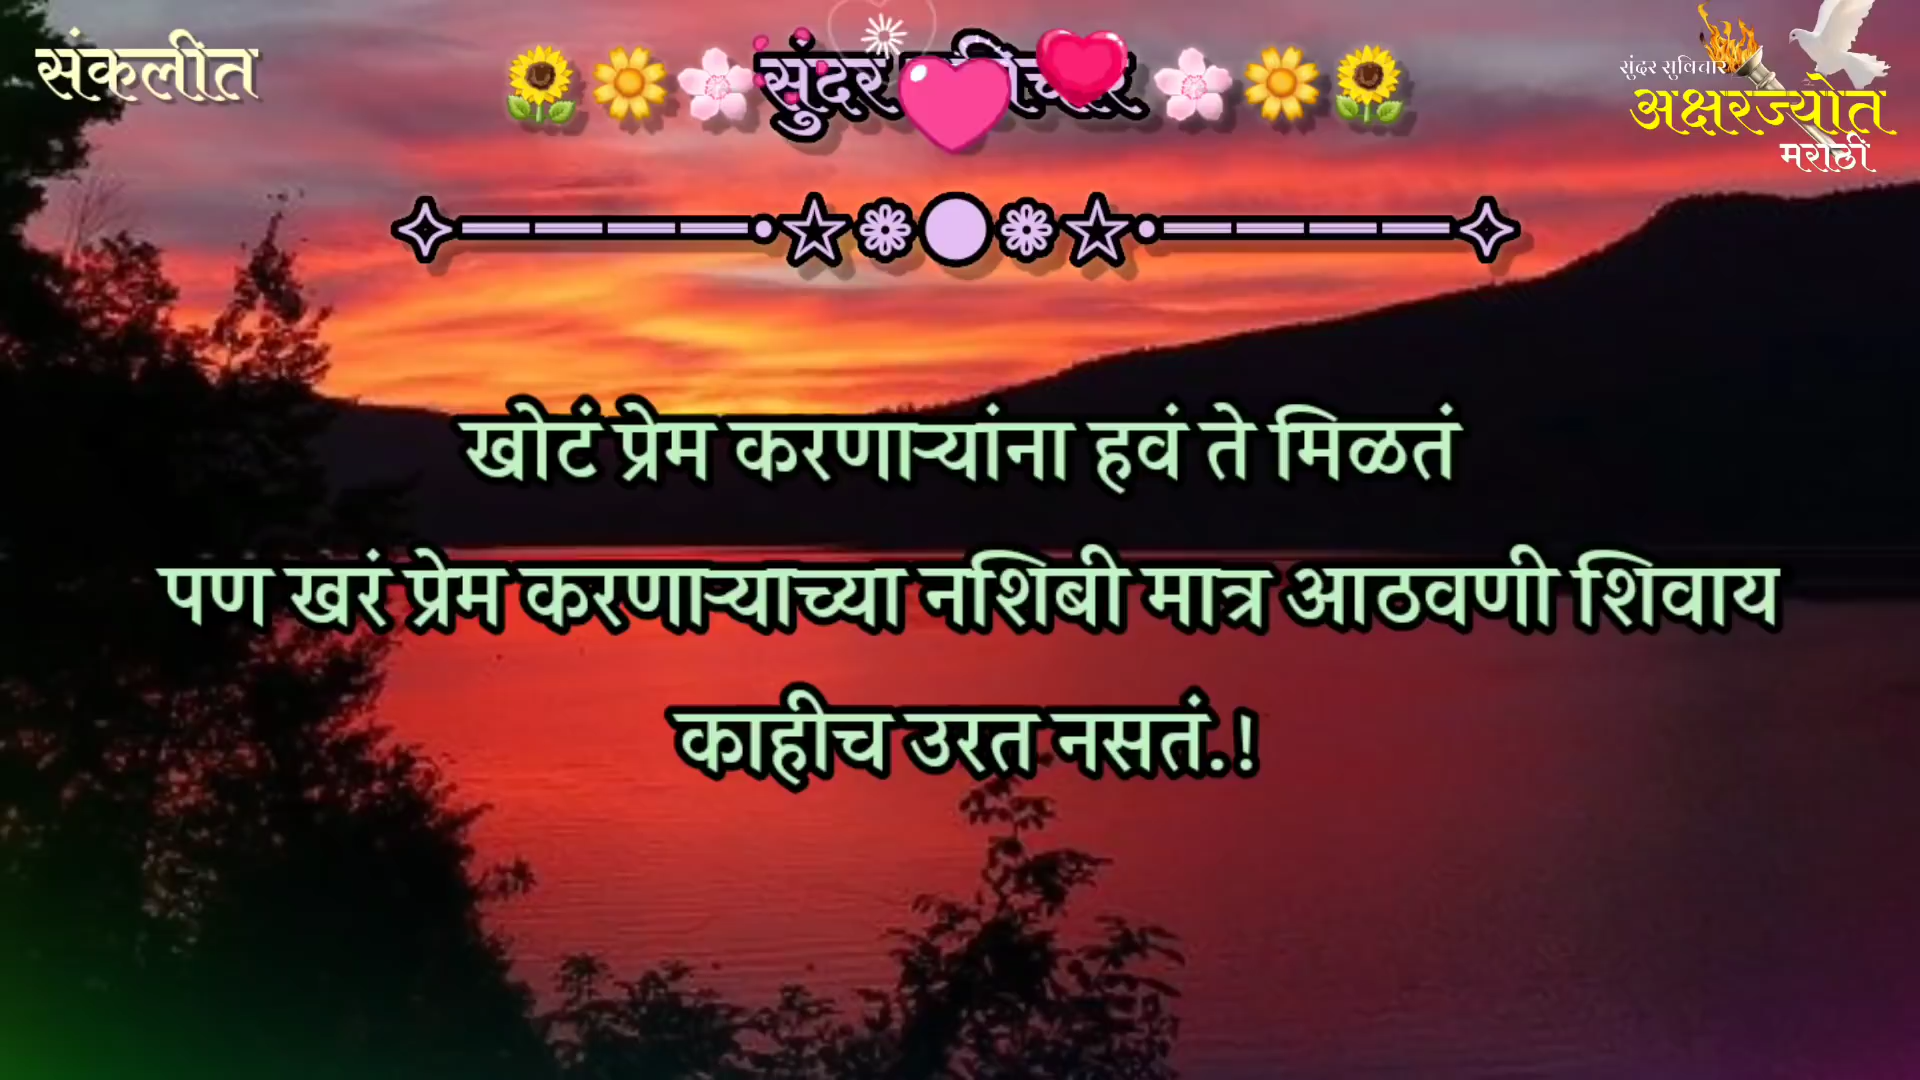 संकलीत
🌻🌼🌸सुंदर 🌸🌼🌻
सुंदर सुविचार
अक्षरज्योत
मराठी
खोटं प्रेम करणाऱ्यांना हवं ते मिळतं
पण खरं प्रेम करणाऱ्याच्या नशिबी मात्र आठवणी शिवाय
काहीच उरत नसतं.!